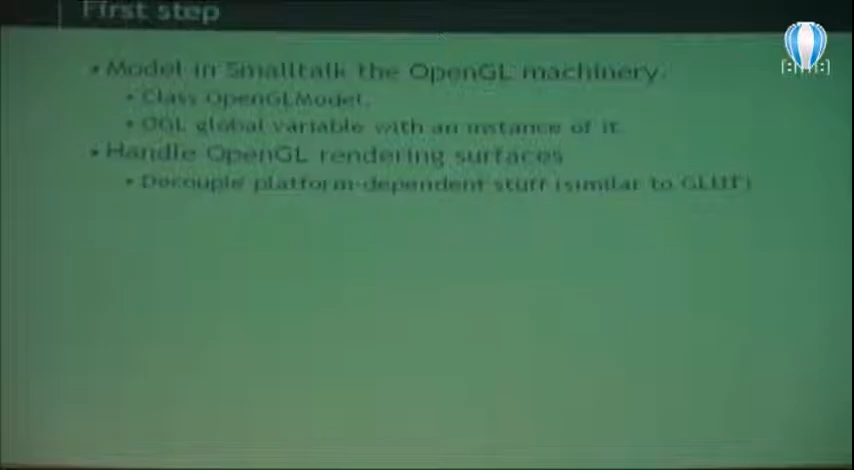 First step
• Model in Smalltalk the OpenGL machinery.
• Class OpenGLModel.
• OGL global variable with an instance of it.
• Handle OpenGL rendering surfaces
• Decouple platform-dependent stuff (similar to GLUT)